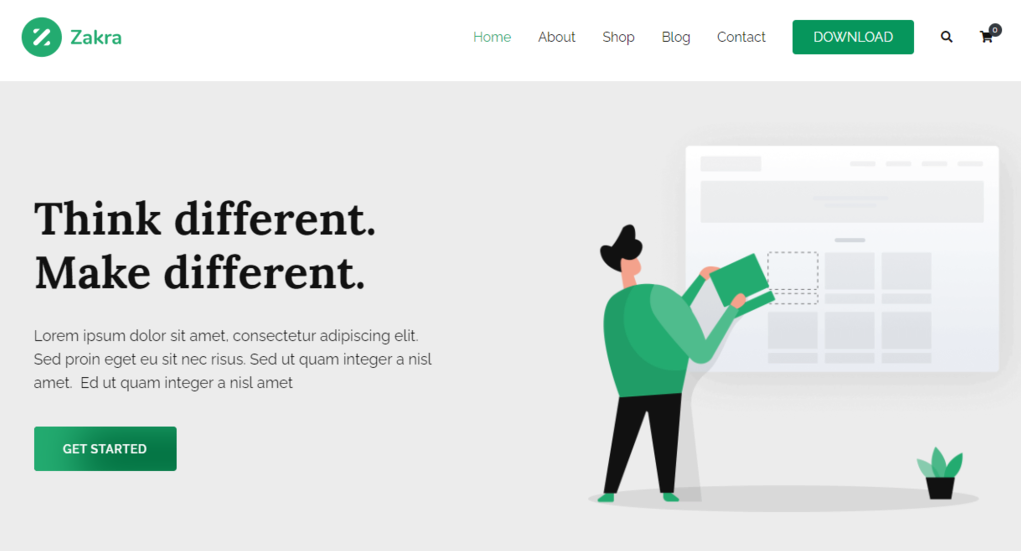 Zakra
Home About Shop Blog Contact DOWNLOAD 0
Think different.
Make different.
Lorem ipsum dolor sit amet, consectetur adipiscing elit.
Sed proin eget eu sit nec risus. Sed ut quam integer a nisl
amet.  Ed ut quam integer a nisl amet
GET STARTED